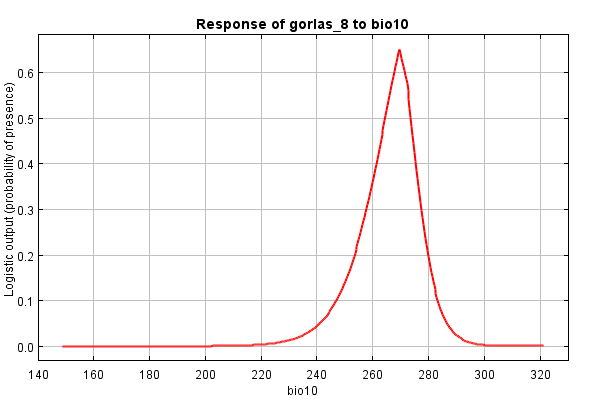 Response of gorlas_8 to bio10
Logistic output (probability of presence)
0.6
0.5
0.4
0.3
0.2
0.1
0.0
140 160 180 200 220 240 260 280 300 320
bio10